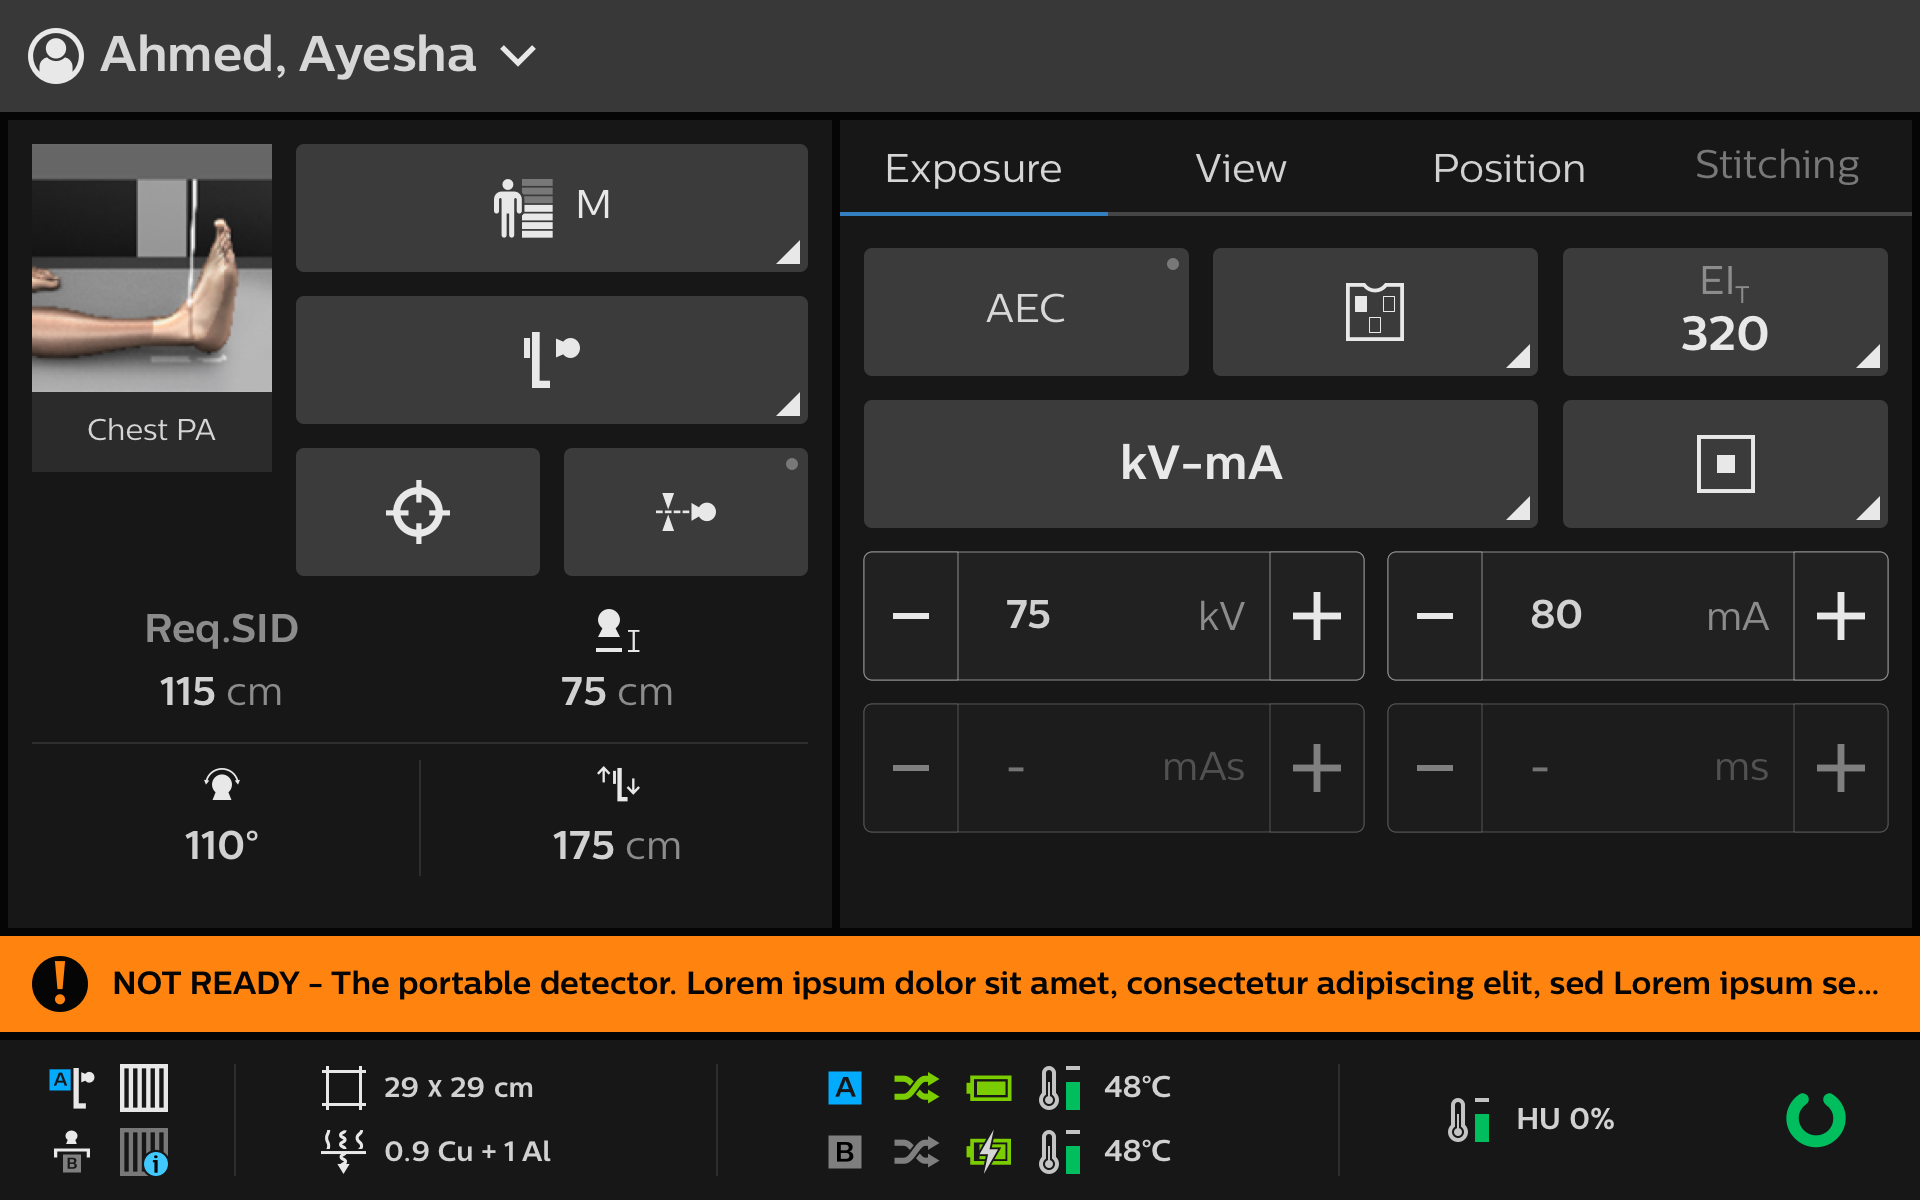 Ahmed, Ayesha
M
Chest PA
Req.SID
115 cm
75 cm
110°
175 cm
Exposure View Position Stitching
AEC
EIT
320
kV-mA
75 kV
80 mA
- mAs
- ms
NOT READY - The portable detector. Lorem ipsum dolor sit amet, consectetur adipiscing elit, sed Lorem ipsum se...
A
B
i
29 x 29 cm
0.9 Cu + 1 Al
A 48°C
B 48°C
HU 0%